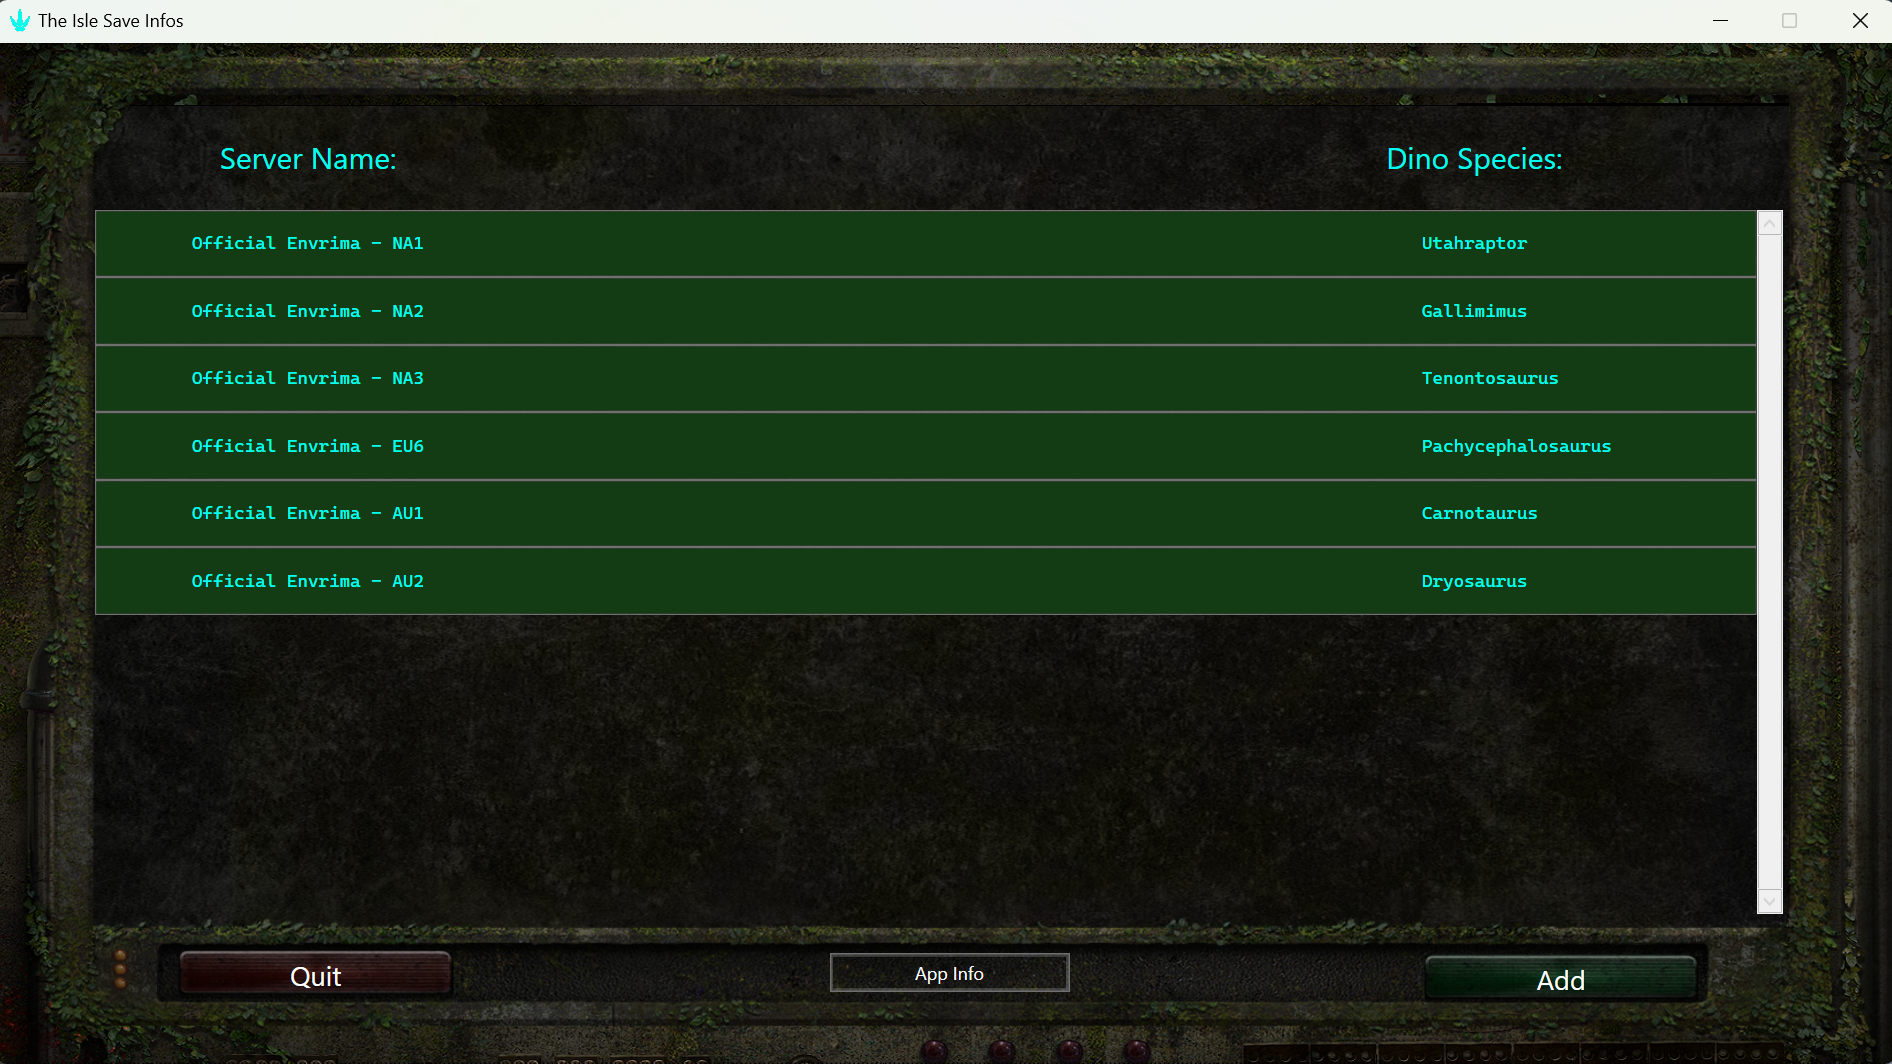 The Isle Save Infos
Server Name: Dino Species:
Official Envrima - NA1 Utahraptor
Official Envrima - NA2 Gallimimus
Official Envrima - NA3 Tenontosaurus
Official Envrima - EU6 Pachycephalosaurus
Official Envrima - AU1 Carnotaurus
Official Envrima - AU2 Dryosaurus
Quit App Info Add